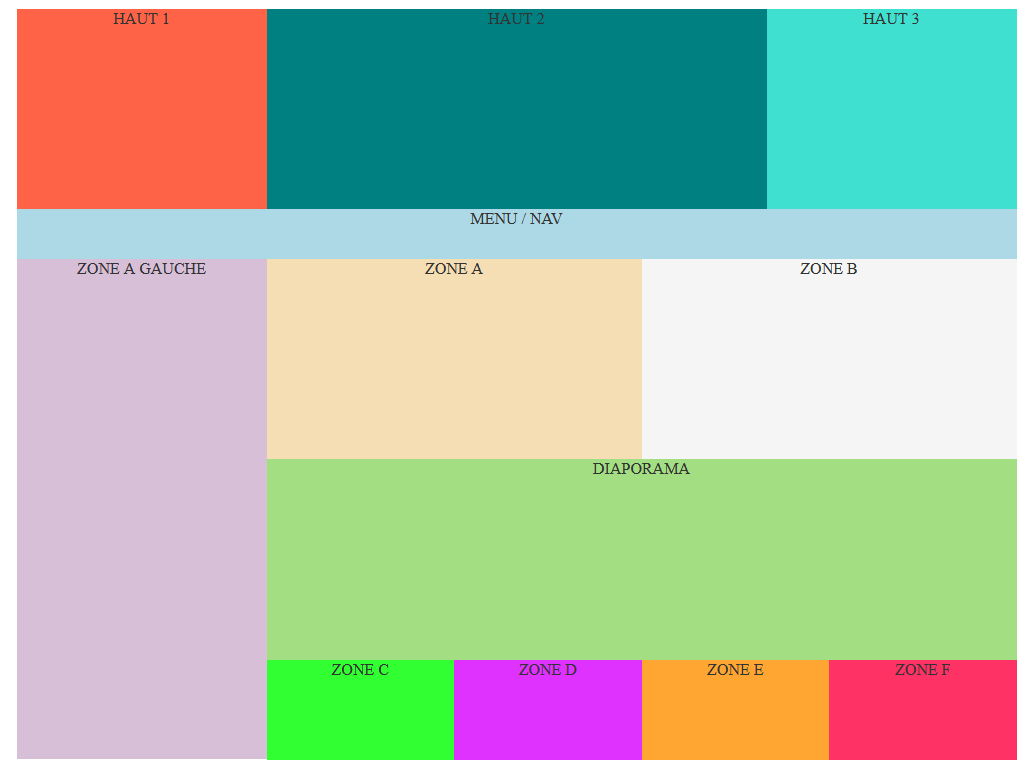 HAUT 1
HAUT 2
HAUT 3
MENU / NAV
ZONE A GAUCHE
ZONE A
ZONE B
DIAPORAMA
ZONE C
ZONE D
ZONE E
ZONE F